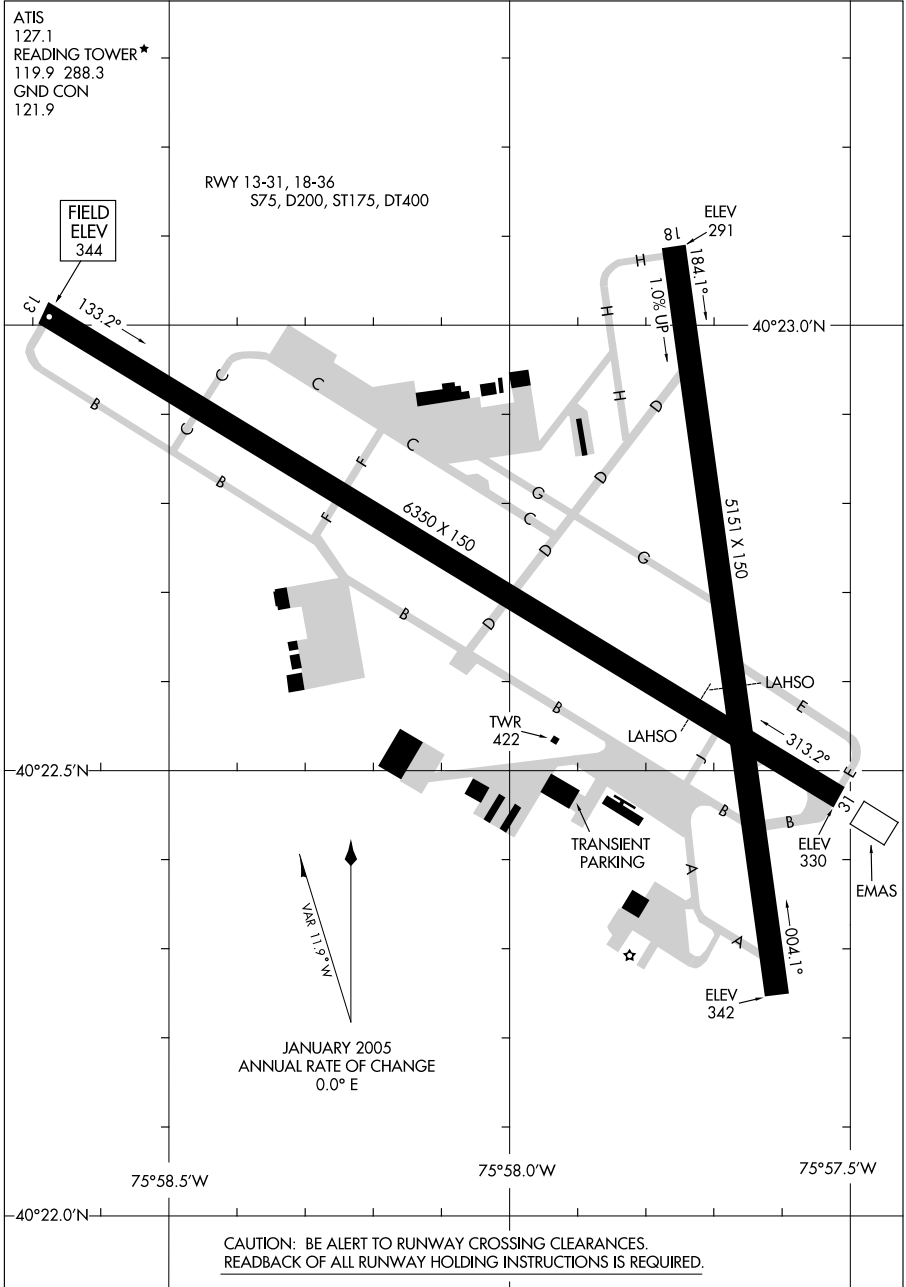 ATIS
127.1
READING TOWER★
119.9 288.3
GND CON
121.9
RWY 13-31, 18-36
S75, D200, ST175, DT400
FIELD
ELEV
344
ELEV
291
13
133.2°
18
184.1°
1.0% UP
40°23.0'N
H
H
H
C
C
C
C
C
B
B
F
F
D
D
D
D
G
G
6350 X 150
5151 X 150
B
B
E
E
LAHSO
LAHSO
TWR
422
J
313.2°
31
40°22.5'N
B
B
TRANSIENT
PARKING
ELEV
330
EMAS
A
A
VAR 11.9° W
004.1°
ELEV
342
JANUARY 2005
ANNUAL RATE OF CHANGE
0.0° E
75°58.5'W
75°58.0'W
75°57.5'W
40°22.0'N
CAUTION: BE ALERT TO RUNWAY CROSSING CLEARANCES.
READBACK OF ALL RUNWAY HOLDING INSTRUCTIONS IS REQUIRED.